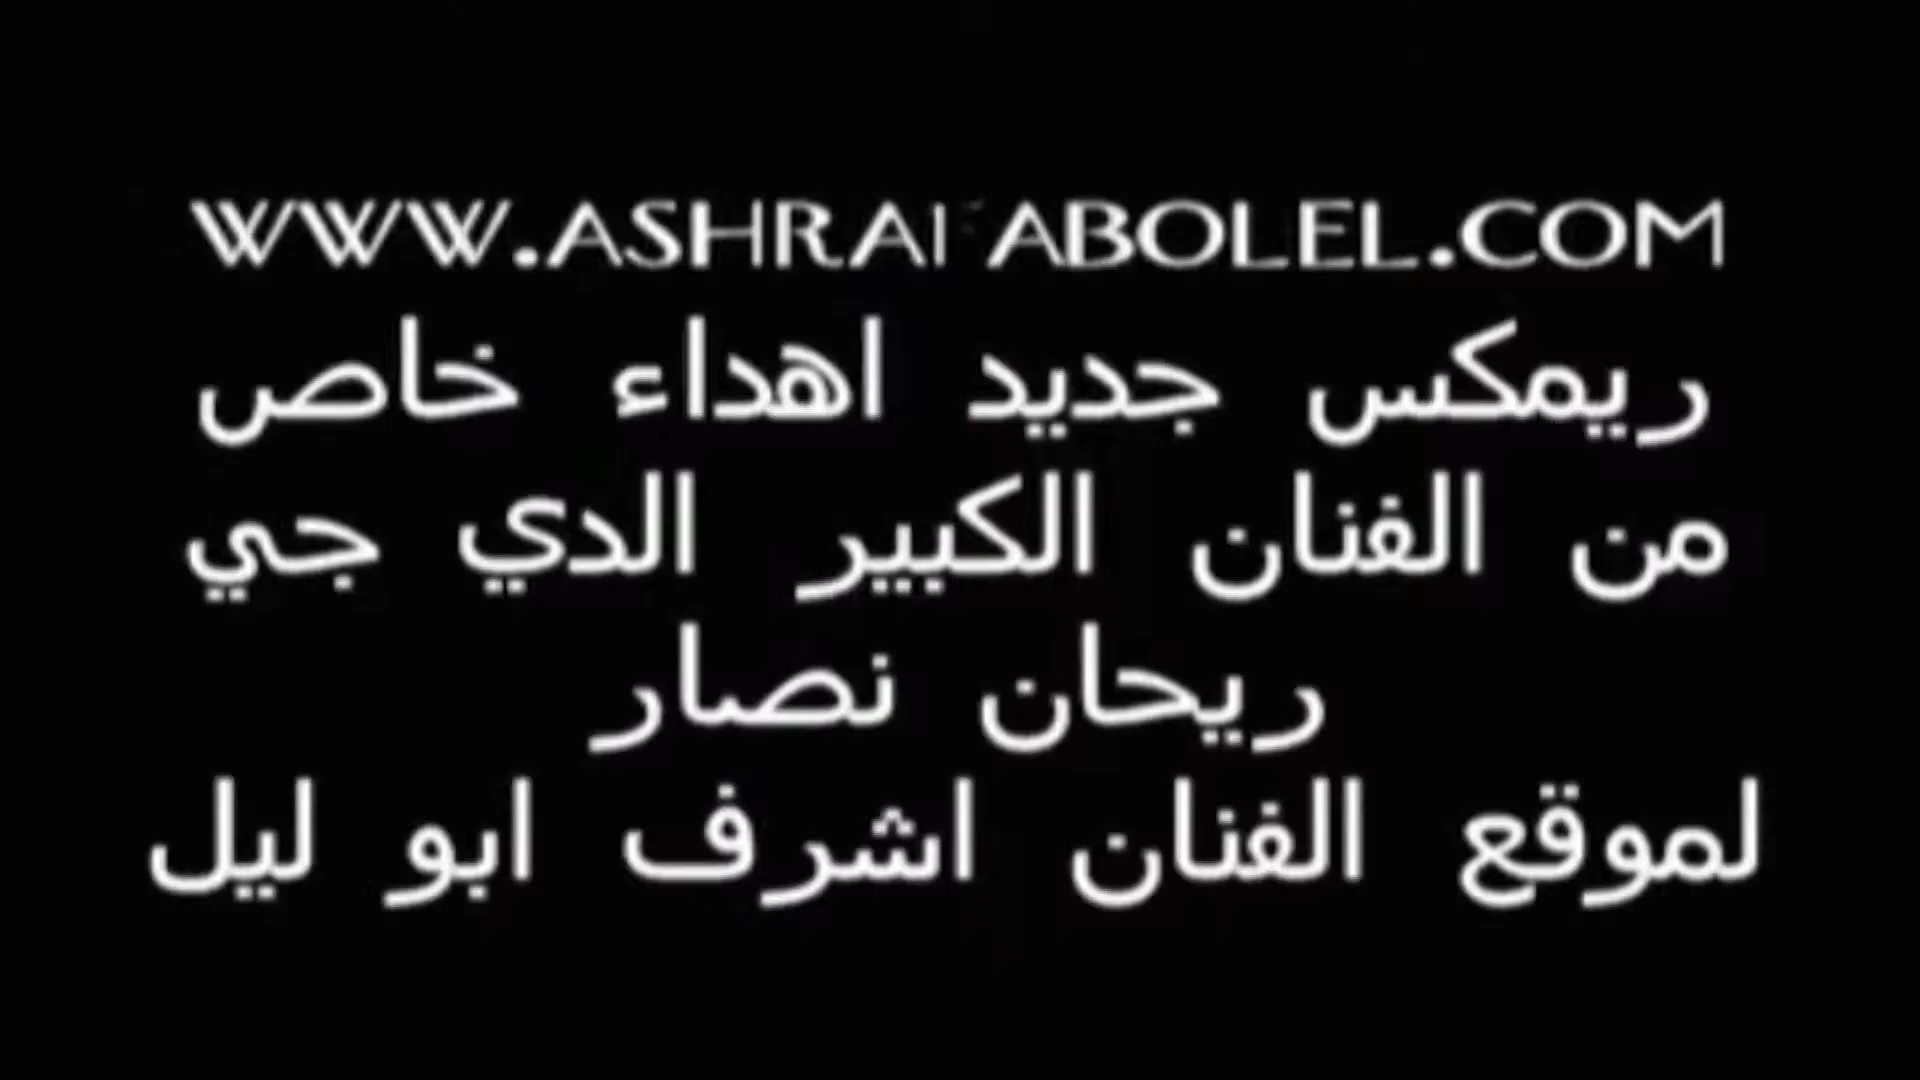 WWW.ASHRAFABOLEL.COM
ريمكس جديد اهداء خاص
من الفنان الكبير الدي جي
ريحان نصار
لموقع الفنان اشرف ابو ليل